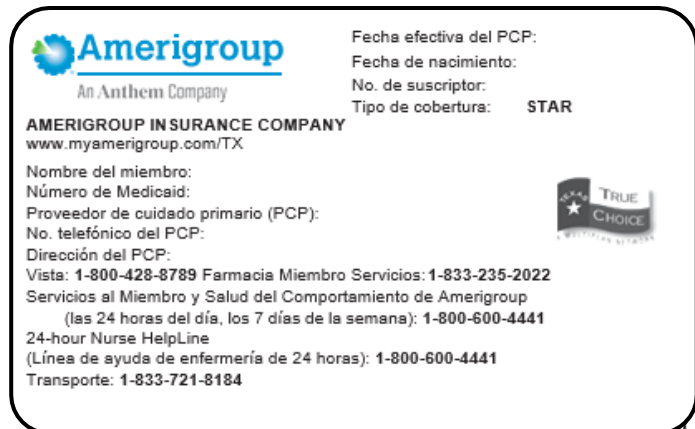 Amerigroup
An Anthem Company
Fecha efectiva del PCP:
Fecha de nacimiento:
No. de suscriptor:
Tipo de cobertura: STAR
AMERIGROUP INSURANCE COMPANY
www.myamerigroup.com/TX
Nombre del miembro:
Número de Medicaid:
Proveedor de cuidado primario (PCP):
No. telefónico del PCP:
Dirección del PCP:
TEXAS
TRUE
CHOICE
A MULTIPLAN NETWORK
Vista: 1-800-428-8789 Farmacia Miembro Servicios: 1-833-235-2022
Servicios al Miembro y Salud del Comportamiento de Amerigroup
(las 24 horas del día, los 7 días de la semana): 1-800-600-4441
24-hour Nurse HelpLine
(Línea de ayuda de enfermería de 24 horas): 1-800-600-4441
Transporte: 1-833-721-8184